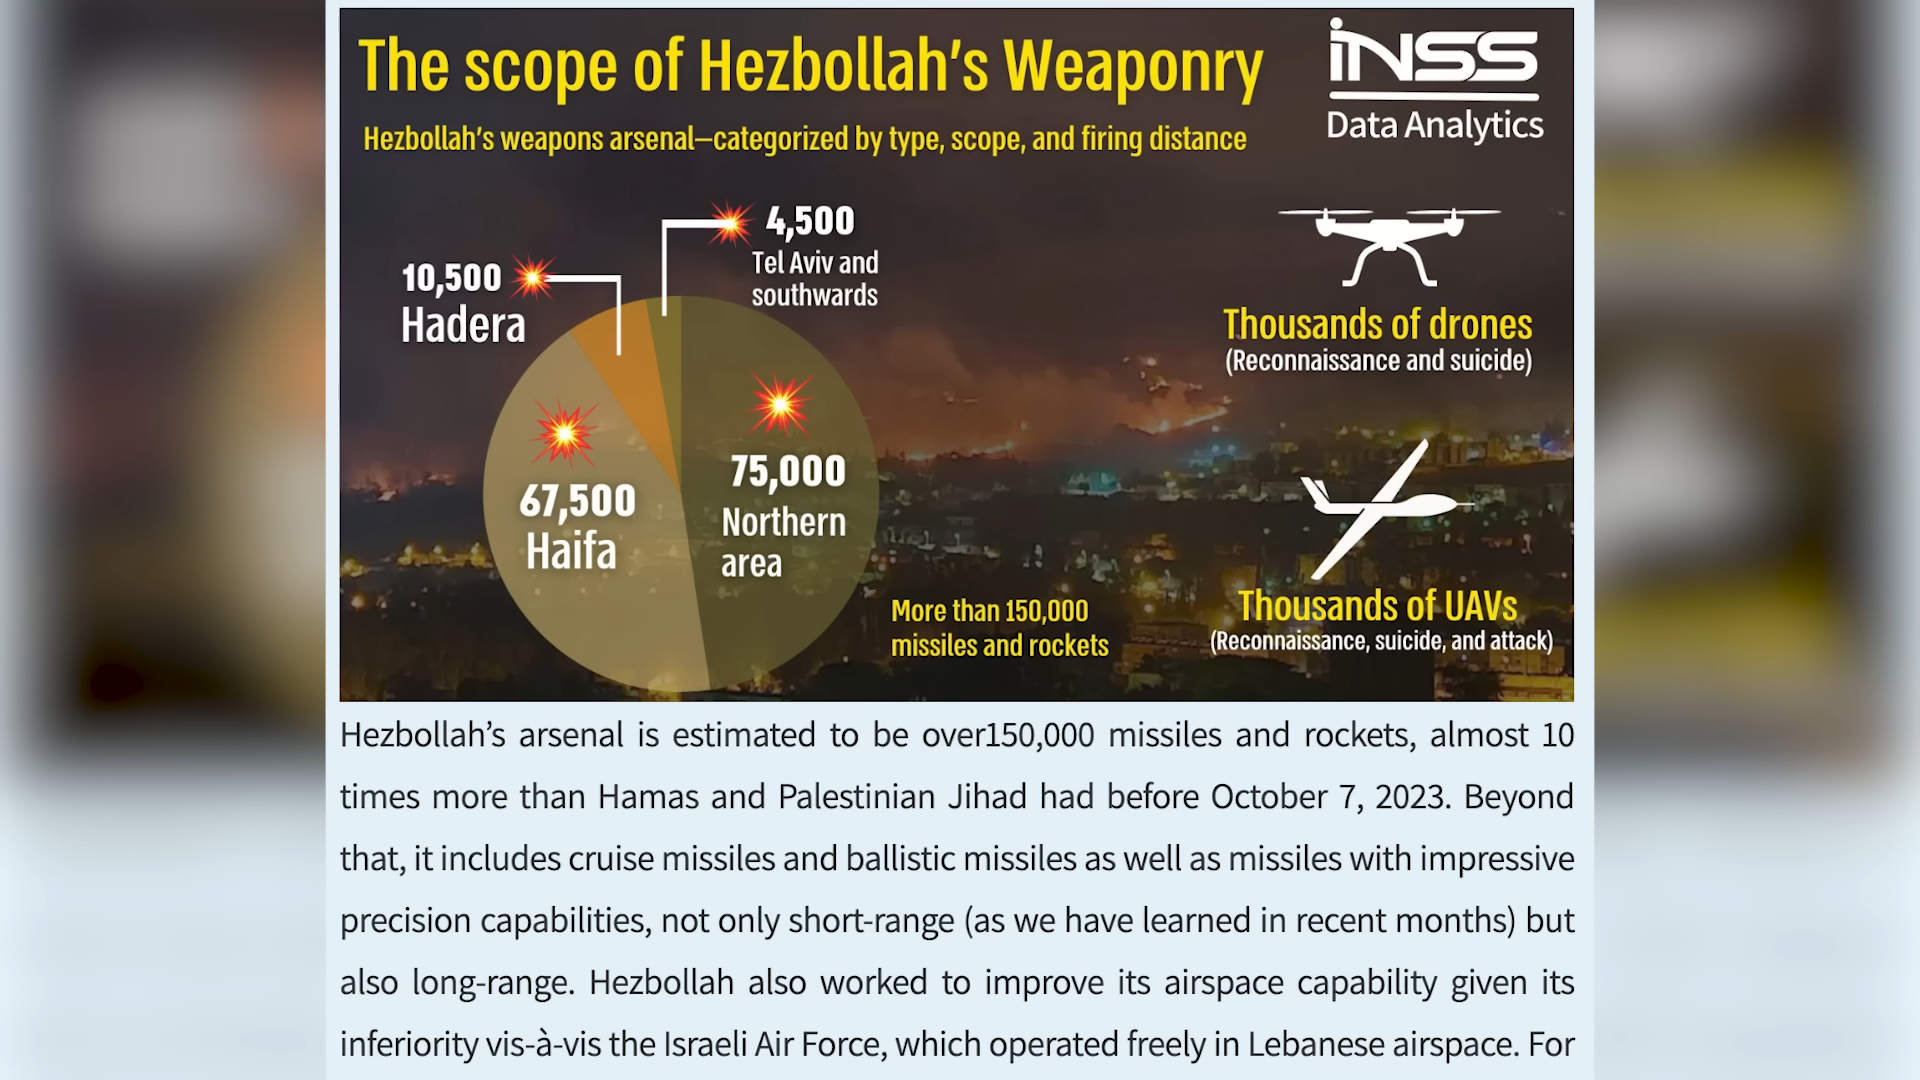 The scope of Hezbollah's Weaponry
iNSS
Data Analytics
Hezbollah's weapons arsenal–categorized by type, scope, and firing distance
4,500
Tel Aviv and
southwards
10,500
Hadera
67,500
Haifa
75,000
Northern
area
More than 150,000
missiles and rockets
Thousands of drones
(Reconnaissance and suicide)
Thousands of UAVs
(Reconnaissance, suicide, and attack)
Hezbollah’s arsenal is estimated to be over150,000 missiles and rockets, almost 10
times more than Hamas and Palestinian Jihad had before October 7, 2023. Beyond
that, it includes cruise missiles and ballistic missiles as well as missiles with impressive
precision capabilities, not only short-range (as we have learned in recent months) but
also long-range. Hezbollah also worked to improve its airspace capability given its
inferiority vis-à-vis the Israeli Air Force, which operated freely in Lebanese airspace. For